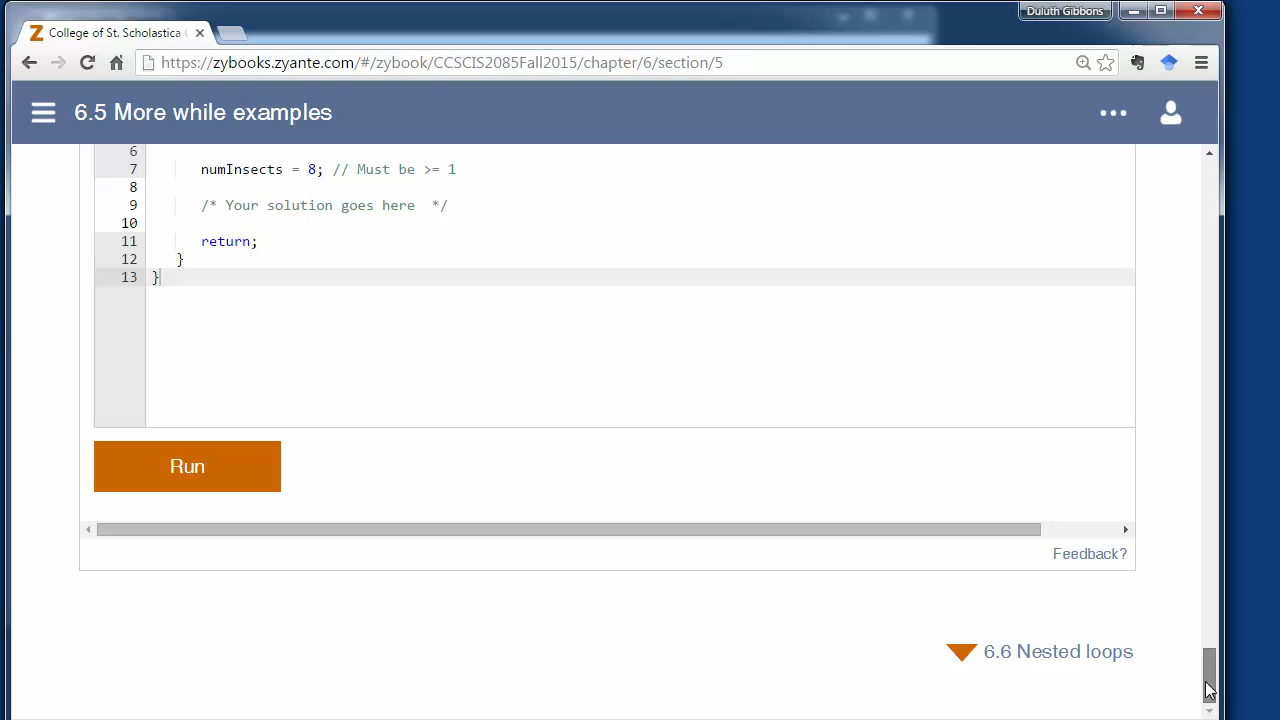 Duluth Gibbons
College of St. Scholastica
https://zybooks.zyante.com/#/zybook/CCSCIS2085Fall2015/chapter/6/section/5
6.5 More while examples
6
7 numInsects = 8; // Must be >= 1
8
9 /* Your solution goes here */
10
11 return;
12 }
13 }
Run
Feedback?
6.6 Nested loops